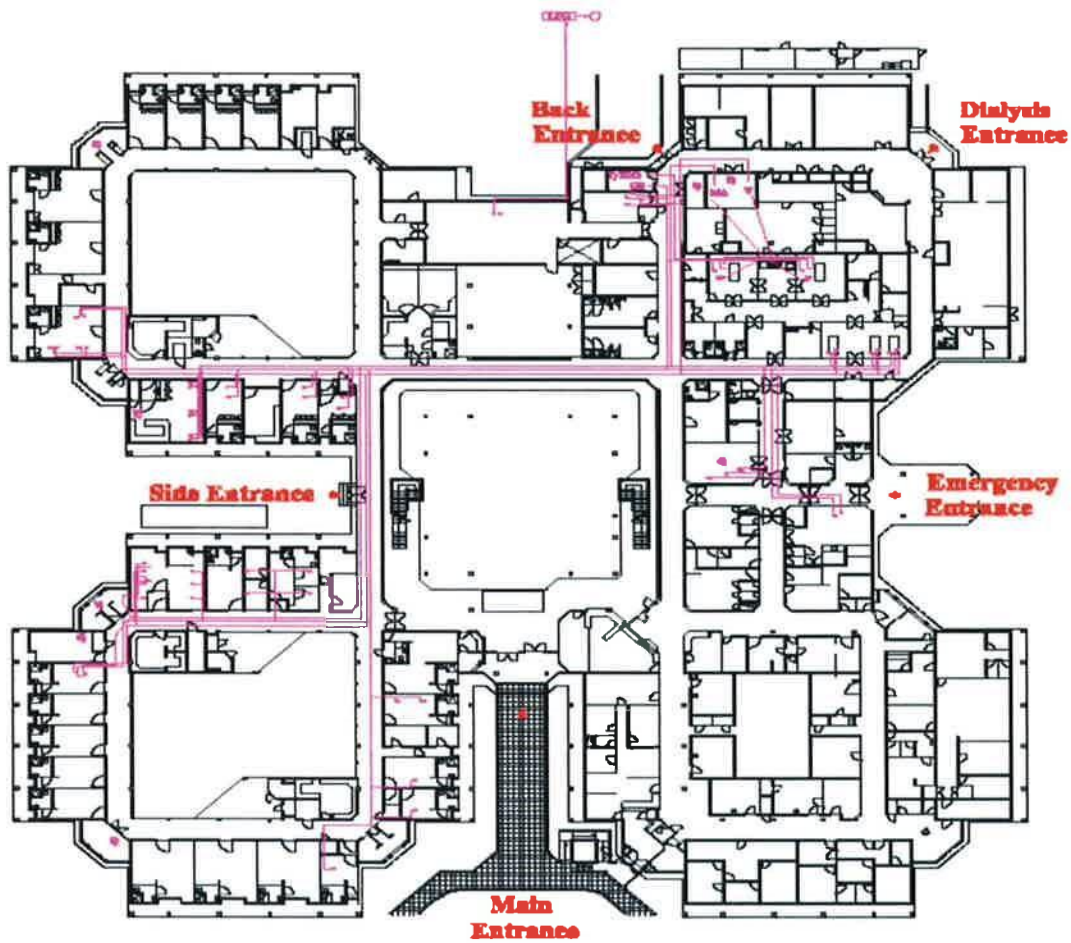 Back
Entrance
Dialysis
Entrance
Side Entrance
Emergency
Entrance
Main
Entrance